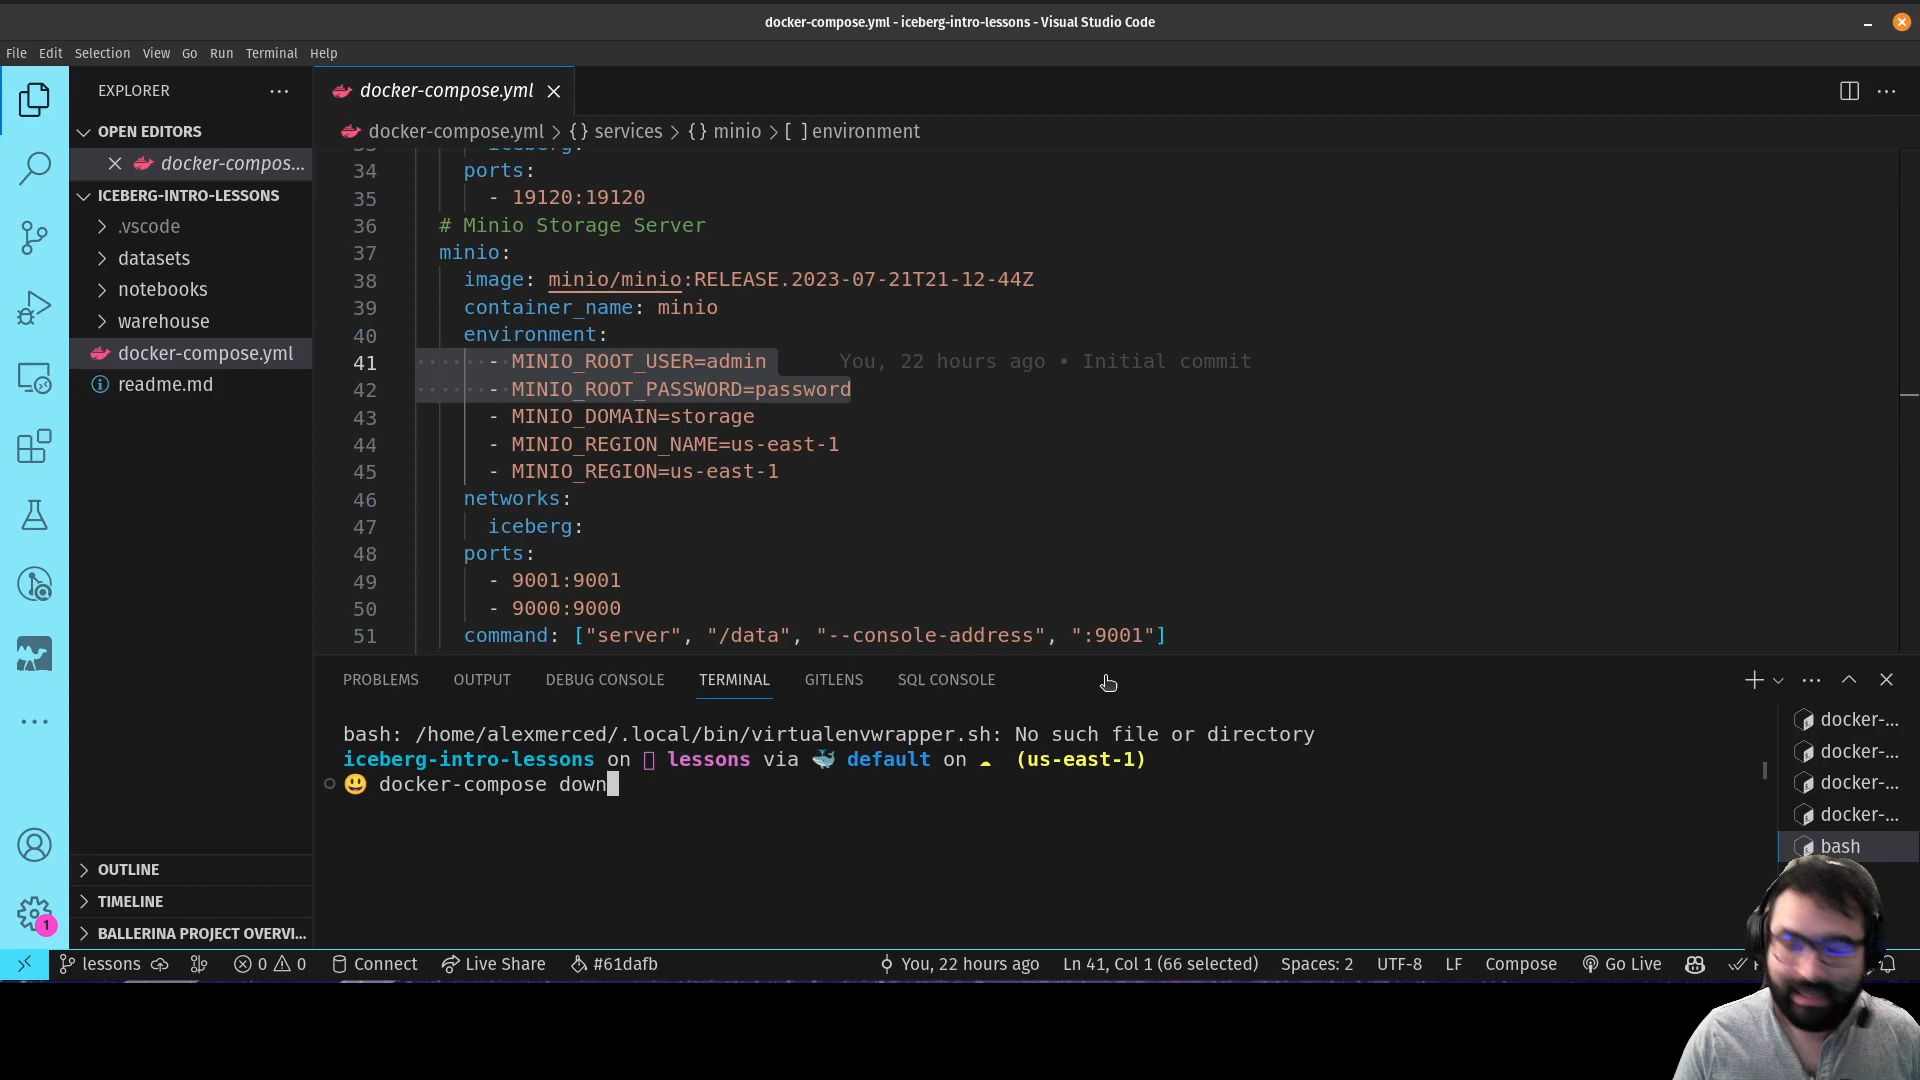 docker-compose.yml - iceberg-intro-lessons - Visual Studio Code
File Edit Selection View Go Run Terminal Help
EXPLORER
docker-compose.yml
OPEN EDITORS
docker-compos...
ICEBERG-INTRO-LESSONS
.vscode
datasets
notebooks
warehouse
docker-compose.yml
readme.md
OUTLINE
TIMELINE
BALLERINA PROJECT OVERVI...
docker-compose.yml > {} services > {} minio > [ ] environment
33 iceberg:
34 ports:
35 - 19120:19120
36 # Minio Storage Server
37 minio:
38 image: minio/minio:RELEASE.2023-07-21T21-12-44Z
39 container_name: minio
40 environment:
41 - MINIO_ROOT_USER=admin You, 22 hours ago • Initial commit
42 - MINIO_ROOT_PASSWORD=password
43 - MINIO_DOMAIN=storage
44 - MINIO_REGION_NAME=us-east-1
45 - MINIO_REGION=us-east-1
46 networks:
47 iceberg:
48 ports:
49 - 9001:9001
50 - 9000:9000
51 command: ["server", "/data", "--console-address", ":9001"]
PROBLEMS OUTPUT DEBUG CONSOLE TERMINAL GITLENS SQL CONSOLE
bash: /home/alexmerced/.local/bin/virtualenvwrapper.sh: No such file or directory
iceberg-intro-lessons on lessons via 🐳 default on ☁ (us-east-1)
😃 docker-compose down
docker-...
docker-...
docker-...
docker-...
bash
1
lessons 0 0 Connect Live Share #61dafb You, 22 hours ago Ln 41, Col 1 (66 selected) Spaces: 2 UTF-8 LF Compose Go Live